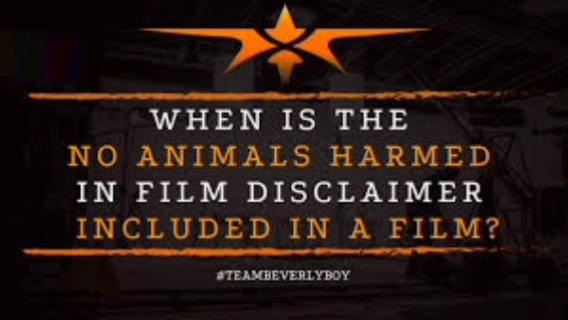 WHEN IS THE
NO ANIMALS HARMED
IN FILM DISCLAIMER
INCLUDED IN A FILM?
#TEAMBEVERLYBOY